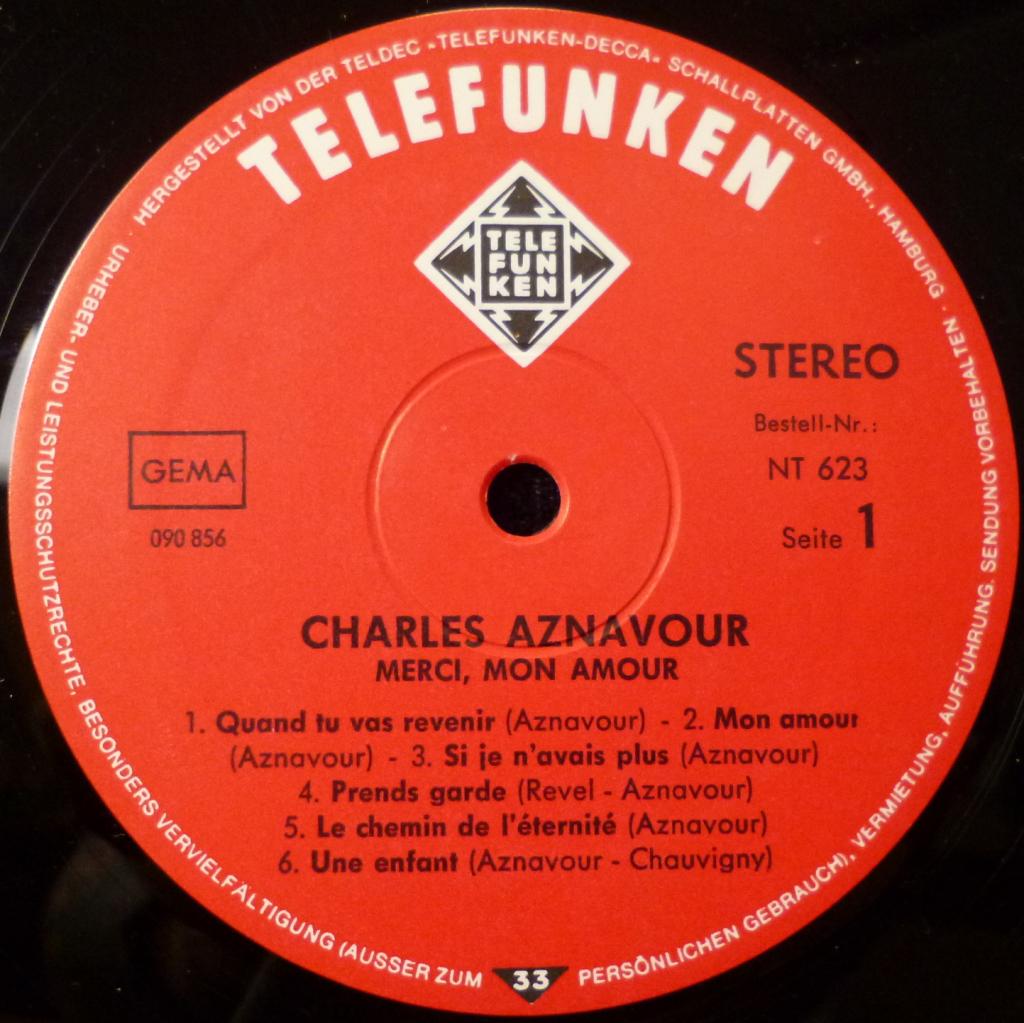 HERGESTELLT VON DER TELDEC »TELEFUNKEN-DECCA« SCHALLPLATTEN GMBH., HAMBURG · URHEBER- UND LEISTUNGSSCHUTZRECHTE, BESONDERS VERVIELFÄLTIGUNG (AUSSER ZUM PERSÖNLICHEN GEBRAUCH), VERMIETUNG, AUFFÜHRUNG, SENDUNG VORBEHALTEN ·
TELEFUNKEN
TELE
FUN
KEN
STEREO
Bestell-Nr.:
NT 623
Seite 1
GEMA
090 856
CHARLES AZNAVOUR
MERCI, MON AMOUR
1. Quand tu vas revenir (Aznavour) - 2. Mon amour
(Aznavour) - 3. Si je n'avais plus (Aznavour)
4. Prends garde (Revel - Aznavour)
5. Le chemin de l'éternité (Aznavour)
6. Une enfant (Aznavour - Chauvigny)
33